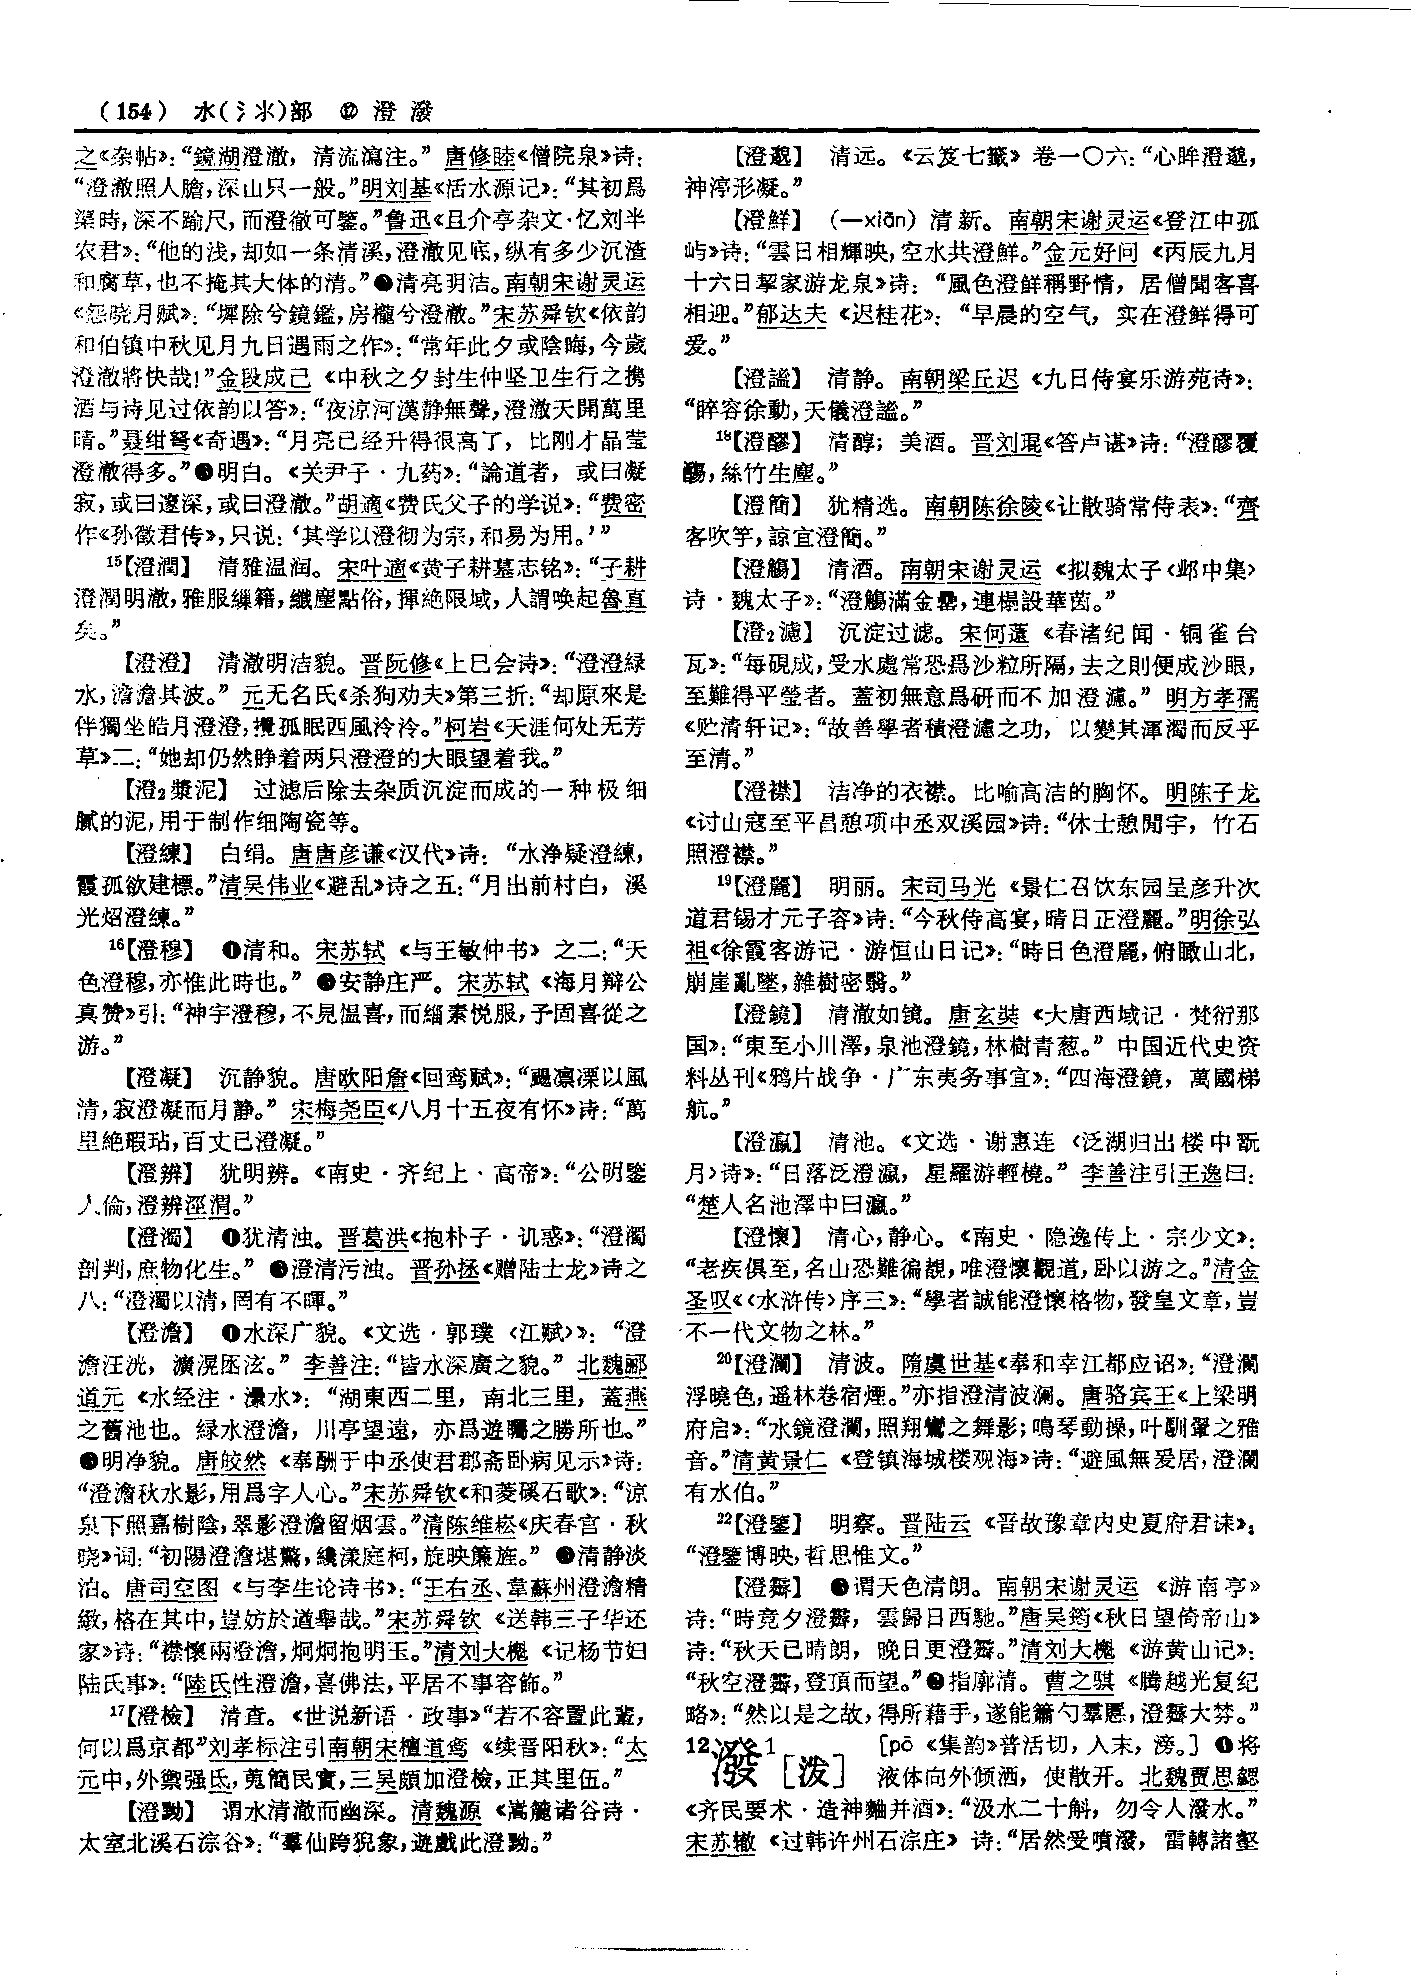 (154) 水(氵氺)部 ⑫ 澄 潑
之《杂帖》：“鏡湖澄澈，清流瀉注。”唐修睦《僧院泉》诗：
“澄澈照人膽，深山只一般。”明刘基《活水源记》：“其初爲
渠時，深不踰尺，而澄徹可鑒。”鲁迅《且介亭杂文·忆刘半
农君》：“他的浅，却如一条清溪，澄澈见底，纵有多少沉渣
和腐草，也不掩其大体的清。”❷清亮明洁。南朝宋谢灵运
《怨晓月赋》：“墀除兮鏡鑑，房櫳兮澄澈。”宋苏舜钦《依韵
和伯镇中秋见月九日遇雨之作》：“常年此夕或陰晦，今歲
澄澈將快哉！”金段成己《中秋之夕封生仲坚卫生行之携
酒与诗见过依韵以答》：“夜涼河漢静無聲，澄澈天開萬里
晴。”聂绀弩《奇遇》：“月亮已经升得很高了，比刚才晶莹
澄澈得多。”❸明白。《关尹子·九药》：“論道者，或曰凝
寂，或曰邃深，或曰澄澈。”胡適《费氏父子的学说》：“费密
作《孙徵君传》，只说：‘其学以澄彻为宗，和易为用。’”
15【澄潤】 清雅温润。宋叶適《黄子耕墓志铭》：“子耕
澄潤明澈，雅服繅籍，纖塵點俗，揮絶限域，人謂唤起魯直
矣。”
【澄澄】 清澈明洁貌。晋阮修《上巳会诗》：“澄澄緑
水，澹澹其波。”元无名氏《杀狗劝夫》第三折：“却原來是
伴獨坐皓月澄澄，攪孤眠西風泠泠。”柯岩《天涯何处无芳
草》二：“她却仍然睁着两只澄澄的大眼望着我。”
【澄2漿泥】 过滤后除去杂质沉淀而成的一种极细
腻的泥，用于制作细陶瓷等。
【澄練】 白绢。唐唐彦谦《汉代》诗：“水净疑澄練，
霞孤欲建標。”清吴伟业《避乱》诗之五：“月出前村白，溪
光炤澄練。”
16【澄穆】 ❶清和。宋苏轼《与王敏仲书》之二：“天
色澄穆，亦惟此時也。”❷安静庄严。宋苏轼《海月辩公
真赞》引：“神宇澄穆，不見愠喜，而緇素悦服，予固喜從之
游。”
【澄凝】 沉静貌。唐欧阳詹《回鸾赋》：“颸凛溧以風
清，寂澄凝而月静。”宋梅尧臣《八月十五夜有怀》诗：“萬
里絶瑕玷，百丈已澄凝。”
【澄辨】 犹明辨。《南史·齐纪上·高帝》：“公明鑒
人倫，澄辨涇渭。”
【澄濁】 ❶犹清浊。晋葛洪《抱朴子·讥惑》：“澄濁
剖判，庶物化生。”❷澄清污浊。晋孙拯《赠陆士龙》诗之
八：“澄濁以清，罔有不暉。”
【澄澹】 ❶水深广貌。《文选·郭璞〈江赋〉》：“澄
澹汪洸，瀇滉囦泫。”李善注：“皆水深廣之貌。”北魏郦
道元《水经注·㶟水》：“湖東西二里，南北三里，蓋燕
之舊池也。緑水澄澹，川亭望遠，亦爲遊矚之勝所也。”
❷明净貌。唐皎然《奉酬于中丞使君郡斋卧病见示》诗：
“澄澹秋水影，用爲字人心。”宋苏舜钦《和菱磎石歌》：“涼
泉下照嘉樹陰，翠影澄澹留烟雲。”清陈维崧《庆春宫·秋
晓》词：“初陽澄澹堪驚，纔漾庭柯，旋映簾旌。”❸清静淡
泊。唐司空图《与李生论诗书》：“王右丞、韋蘇州澄澹精
緻，格在其中，豈妨於遒舉哉。”宋苏舜钦《送韩三子华还
家》诗：“襟懷兩澄澹，炯炯抱明玉。”清刘大櫆《记杨节妇
陆氏事》：“陸氏性澄澹，喜佛法，平居不事容飾。”
17【澄檢】 清查。《世说新语·政事》“若不容置此輩，
何以爲京都”刘孝标注引南朝宋檀道鸾《续晋阳秋》：“太
元中，外禦强氐，蒐簡民實，三吴頗加澄檢，正其里伍。”
【澄黝】 谓水清澈而幽深。清魏源《嵩麓诸谷诗·
太室北溪石淙谷》：“羣仙跨猊象，遊戲此澄黝。”
【澄邈】 清远。《云笈七籤》卷一〇六：“心眸澄邈，
神渟形凝。”
【澄鮮】 （—xiān）清新。南朝宋谢灵运《登江中孤
屿》诗：“雲日相輝映，空水共澄鮮。”金元好问《丙辰九月
十六日挈家游龙泉》诗：“風色澄鮮稱野情，居僧聞客喜
相迎。”郁达夫《迟桂花》：“早晨的空气，实在澄鲜得可
爱。”
【澄謐】 清静。南朝梁丘迟《九日侍宴乐游苑诗》：
“睟容徐動，天儀澄謐。”
18【澄醪】 清醇；美酒。晋刘琨《答卢谌》诗：“澄醪覆
觴，絲竹生塵。”
【澄簡】 犹精选。南朝陈徐陵《让散骑常侍表》：“齊
客吹竽，諒宜澄簡。”
【澄觴】 清酒。南朝宋谢灵运《拟魏太子〈邺中集〉
诗·魏太子》：“澄觴滿金罍，連榻設華茵。”
【澄2濾】 沉淀过滤。宋何薳《春渚纪闻·铜雀台
瓦》：“每硯成，受水處常恐爲沙粒所隔，去之則便成沙眼，
至難得平瑩者。蓋初無意爲研而不加澄濾。”明方孝孺
《贮清轩记》：“故善學者積澄濾之功，以變其渾濁而反乎
至清。”
【澄襟】 洁净的衣襟。比喻高洁的胸怀。明陈子龙
《讨山寇至平昌憩项中丞双溪园》诗：“休士憩閒宇，竹石
照澄襟。”
19【澄麗】 明丽。宋司马光《景仁召饮东园呈彦升次
道君锡才元子容》诗：“今秋侍高宴，晴日正澄麗。”明徐弘
祖《徐霞客游记·游恒山日记》：“時日色澄麗，俯瞰山北，
崩崖亂墜，雜樹密翳。”
【澄鏡】 清澈如镜。唐玄奘《大唐西域记·梵衍那
国》：“東至小川澤，泉池澄鏡，林樹青葱。”中国近代史资
料丛刊《鸦片战争·广东夷务事宜》：“四海澄鏡，萬國梯
航。”
【澄瀛】 清池。《文选·谢惠连〈泛湖归出楼中翫
月〉诗》：“日落泛澄瀛，星羅游輕橈。”李善注引王逸曰：
“楚人名池澤中曰瀛。”
【澄懷】 清心，静心。《南史·隐逸传上·宗少文》：
“老疾俱至，名山恐難徧覩，唯澄懷觀道，卧以游之。”清金
圣叹《〈水浒传〉序三》：“學者誠能澄懷格物，發皇文章，豈
不一代文物之林。”
20【澄瀾】 清波。隋虞世基《奉和幸江都应诏》：“澄瀾
浮曉色，遥林卷宿煙。”亦指澄清波澜。唐骆宾王《上梁明
府启》：“水鏡澄瀾，照翔鸞之舞影；鳴琴動操，叶馴翬之雅
音。”清黄景仁《登镇海城楼观海》诗：“避風無爰居，澄瀾
有水伯。”
22【澄鑒】 明察。晋陆云《晋故豫章内史夏府君诔》：
“澄鑒博映，哲思惟文。”
【澄霽】 ❶谓天色清朗。南朝宋谢灵运《游南亭》
诗：“時竟夕澄霽，雲歸日西馳。”唐吴筠《秋日望倚帝山》
诗：“秋天已晴朗，晚日更澄霽。”清刘大櫆《游黄山记》：
“秋空澄霽，登頂而望。”❷指廓清。曹之骐《腾越光复纪
略》：“然以是之故，得所藉手，遂能簫勺羣慝，澄霽大棼。”
12潑1［泼］ ［pō《集韵》普活切，入末，滂。］❶将
液体向外倾洒，使散开。北魏贾思勰
《齐民要术·造神麴并酒》：“汲水二十斛，勿令人潑水。”
宋苏辙《过韩许州石淙庄》诗：“居然受噴潑，雷轉諸壑